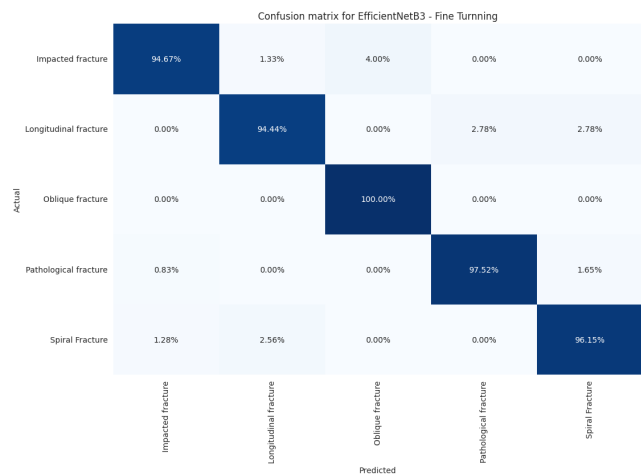 Confusion matrix for EfficientNetB3 - Fine Turnning
Impacted fracture 94.67% 1.33% 4.00% 0.00% 0.00%
Longitudinal fracture 0.00% 94.44% 0.00% 2.78% 2.78%
Actual
Oblique fracture 0.00% 0.00% 100.00% 0.00% 0.00%
Pathological fracture 0.83% 0.00% 0.00% 97.52% 1.65%
Spiral Fracture 1.28% 2.56% 0.00% 0.00% 96.15%
Impacted fracture
Longitudinal fracture
Oblique fracture
Pathological fracture
Spiral Fracture
Predicted